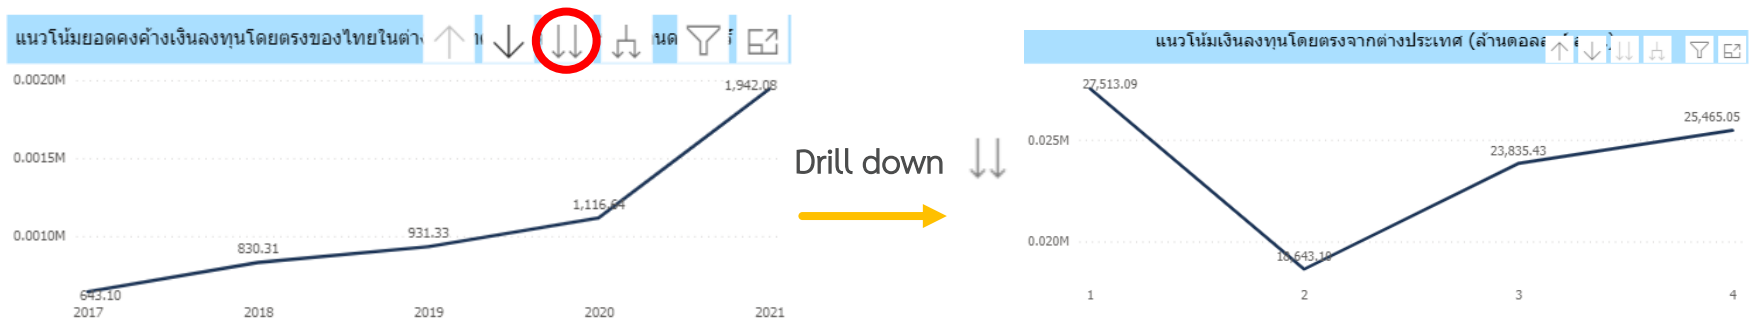 แนวโน้มยอดคงค้างเงินลงทุนโดยตรงของไทยในต่าง
0.0020M
0.0015M
0.0010M
643.10
830.31
931.33
1,116.64
1,942.08
2017
2018
2019
2020
2021
Drill down
แนวโน้มเงินลงทุนโดยตรงจากต่างประเทศ (ล้านดอลล
0.025M
0.020M
27,513.09
23,835.43
25,465.05
1
2
3
4